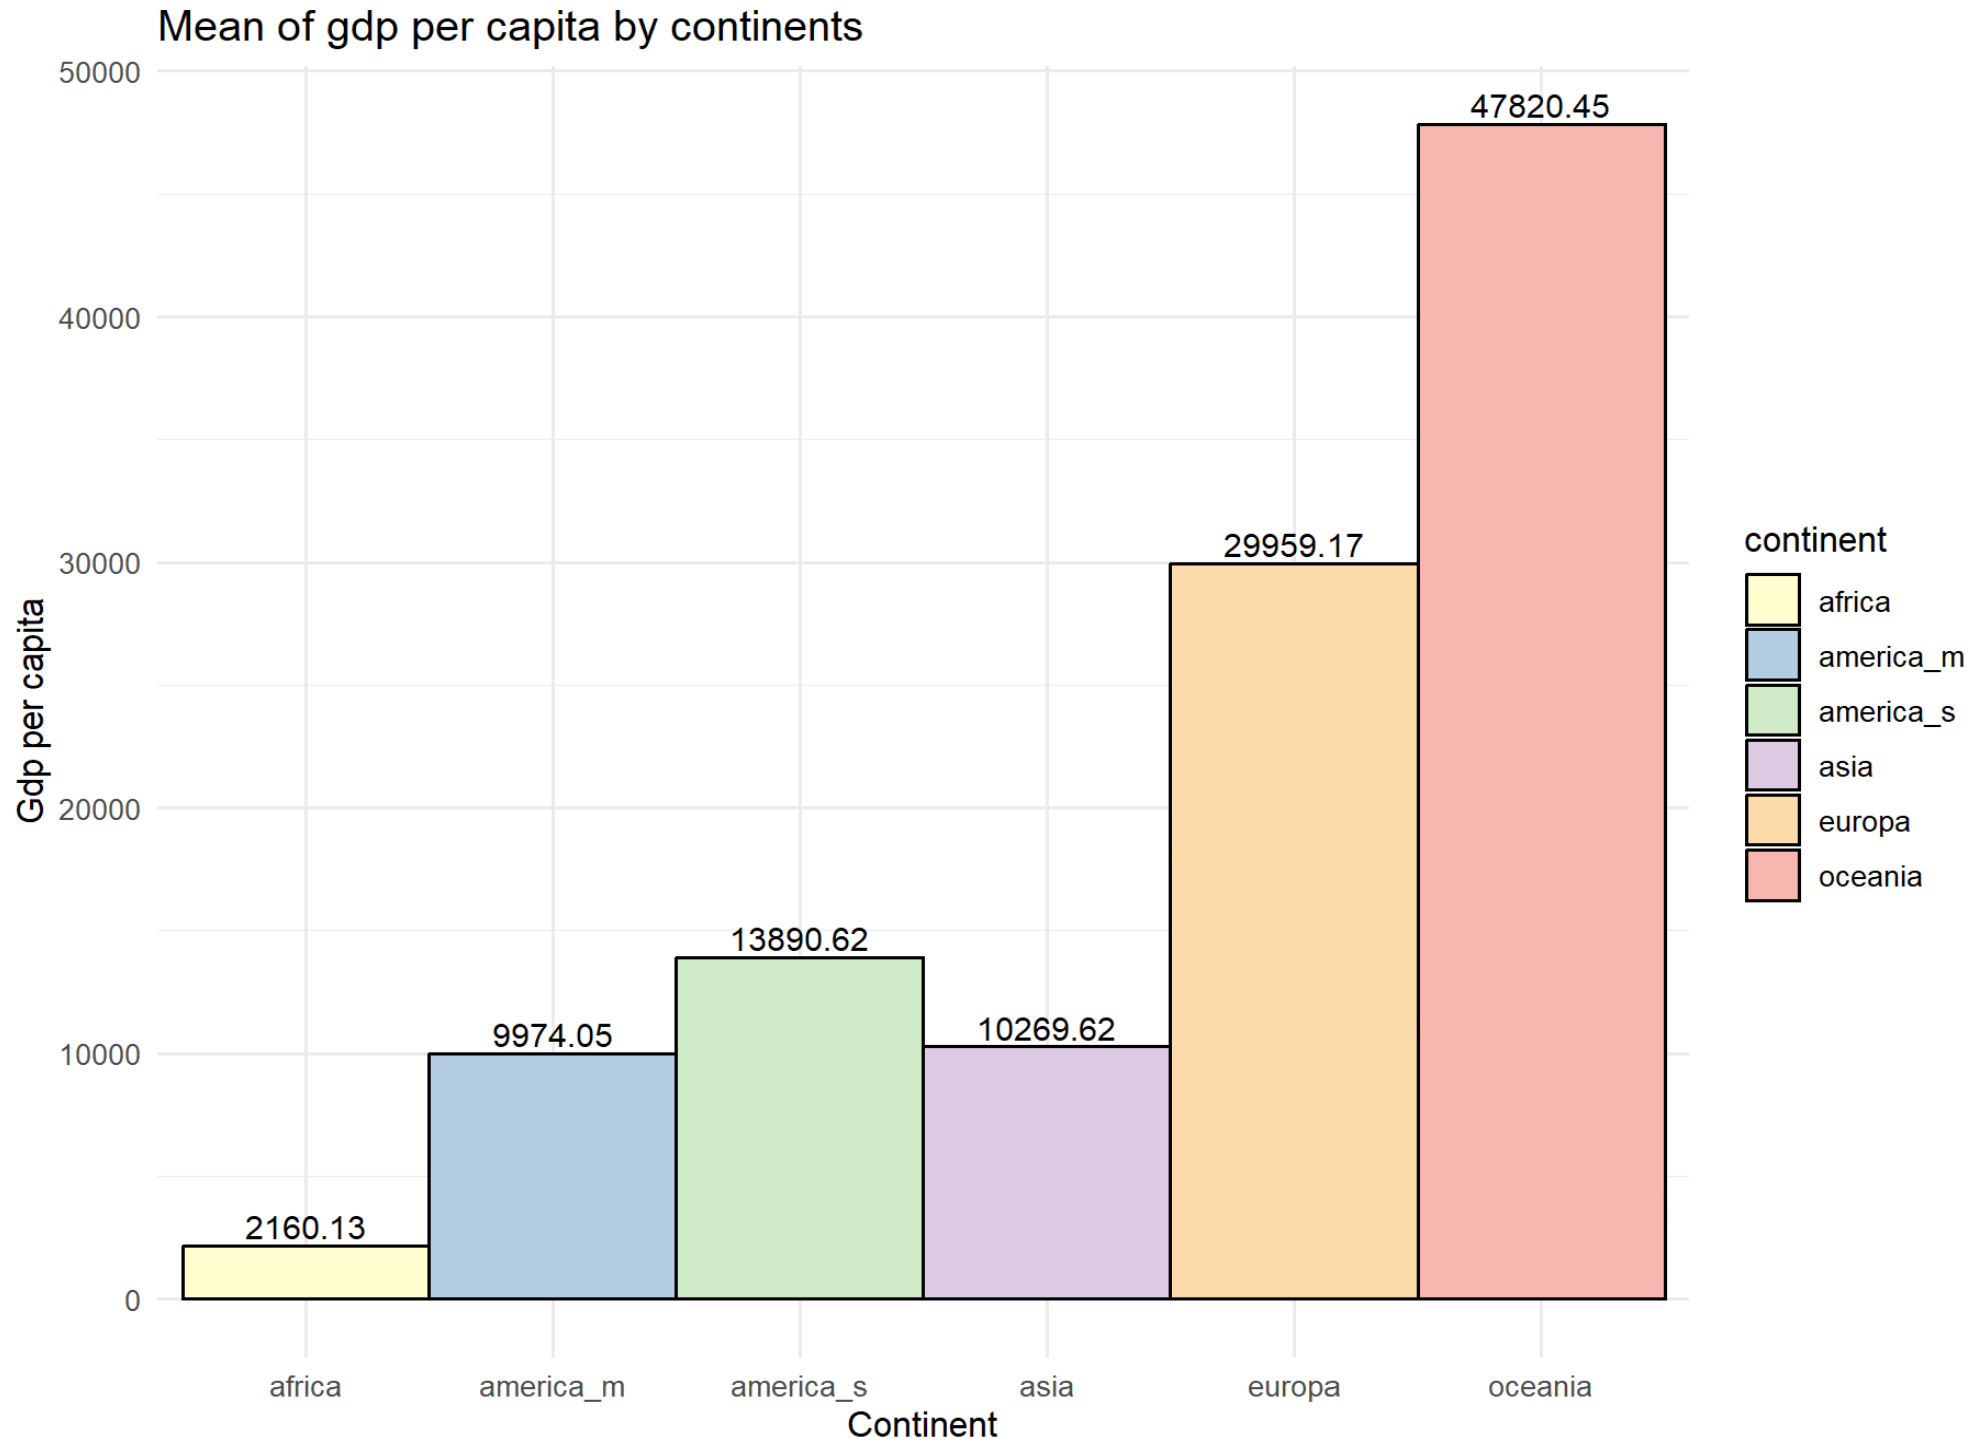 Mean of gdp per capita by continents
50000
40000
30000
20000
10000
0
Gdp per capita
2160.13
9974.05
13890.62
10269.62
29959.17
47820.45
africa
america_m
america_s
asia
europa
oceania
Continent
continent
africa
america_m
america_s
asia
europa
oceania